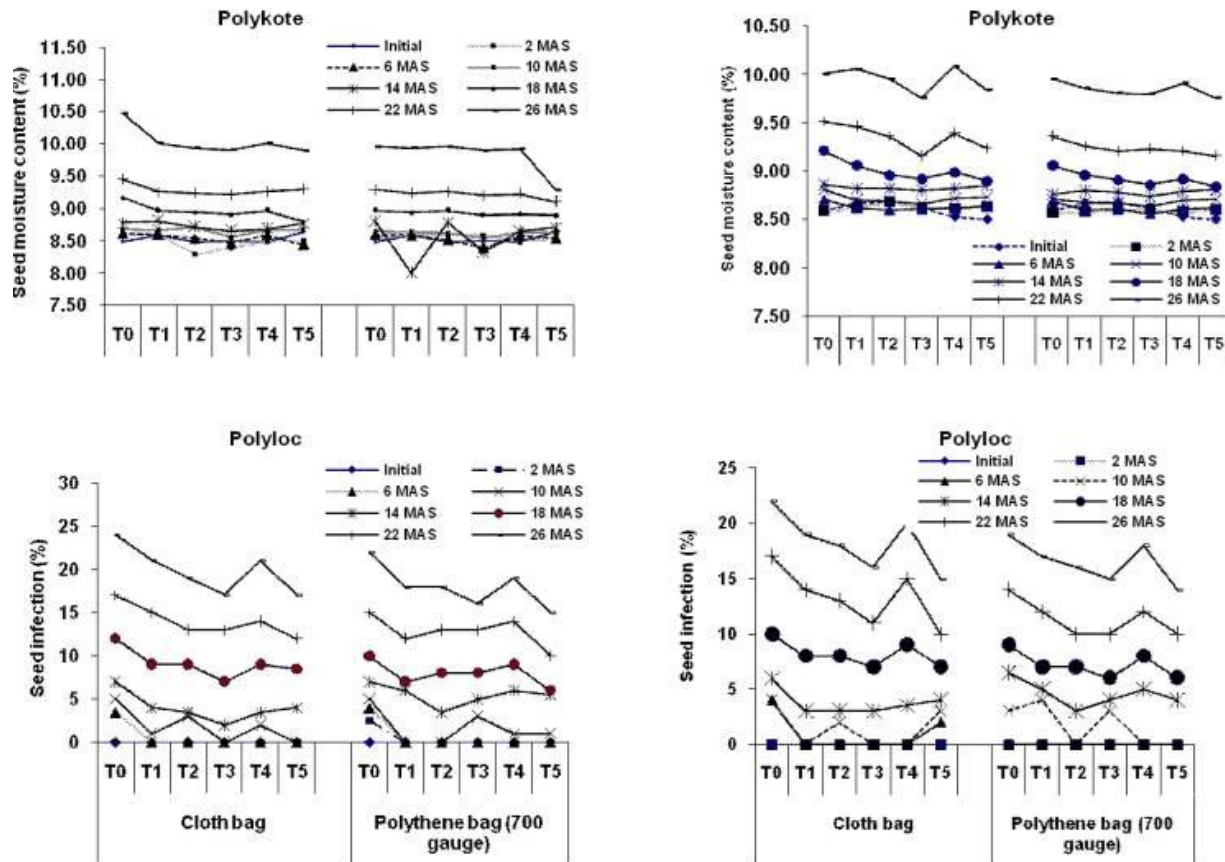 Polykote
Seed moisture content (%)
11.50
11.00
10.50
10.00
9.50
9.00
8.50
8.00
7.50
Initial 2 MAS
6 MAS 10 MAS
14 MAS 18 MAS
22 MAS 26 MAS
T0 T1 T2 T3 T4 T5 T0 T1 T2 T3 T4 T5
Polykote
Seed moisture content (%)
10.50
10.00
9.50
9.00
8.50
8.00
7.50
Initial 2 MAS
6 MAS 10 MAS
14 MAS 18 MAS
22 MAS 26 MAS
T0 T1 T2 T3 T4 T5 T0 T1 T2 T3 T4 T5
Polyloc
Seed infection (%)
30
25
20
15
10
5
0
Initial 2 MAS
6 MAS 10 MAS
14 MAS 18 MAS
22 MAS 26 MAS
T0 T1 T2 T3 T4 T5 T0 T1 T2 T3 T4 T5
Cloth bag Polythene bag (700
gauge)
Polyloc
Seed infection (%)
25
20
15
10
5
0
Initial 2 MAS
6 MAS 10 MAS
14 MAS 18 MAS
22 MAS 26 MAS
T0 T1 T2 T3 T4 T5 T0 T1 T2 T3 T4 T5
Cloth bag Polythene bag (700
gauge)